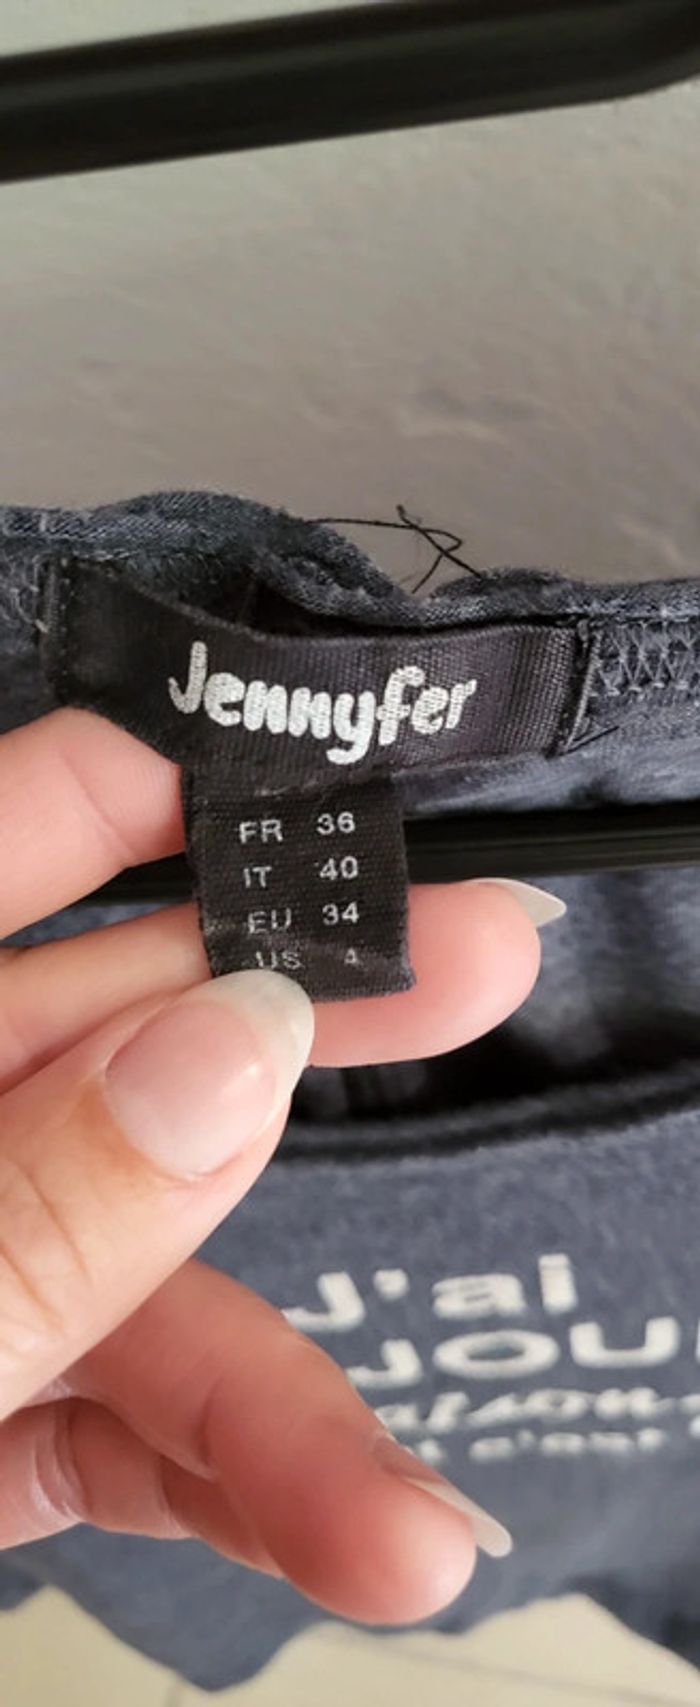 Jennyfer
FR 36
IT 40
EU 34
US 4
J'ai